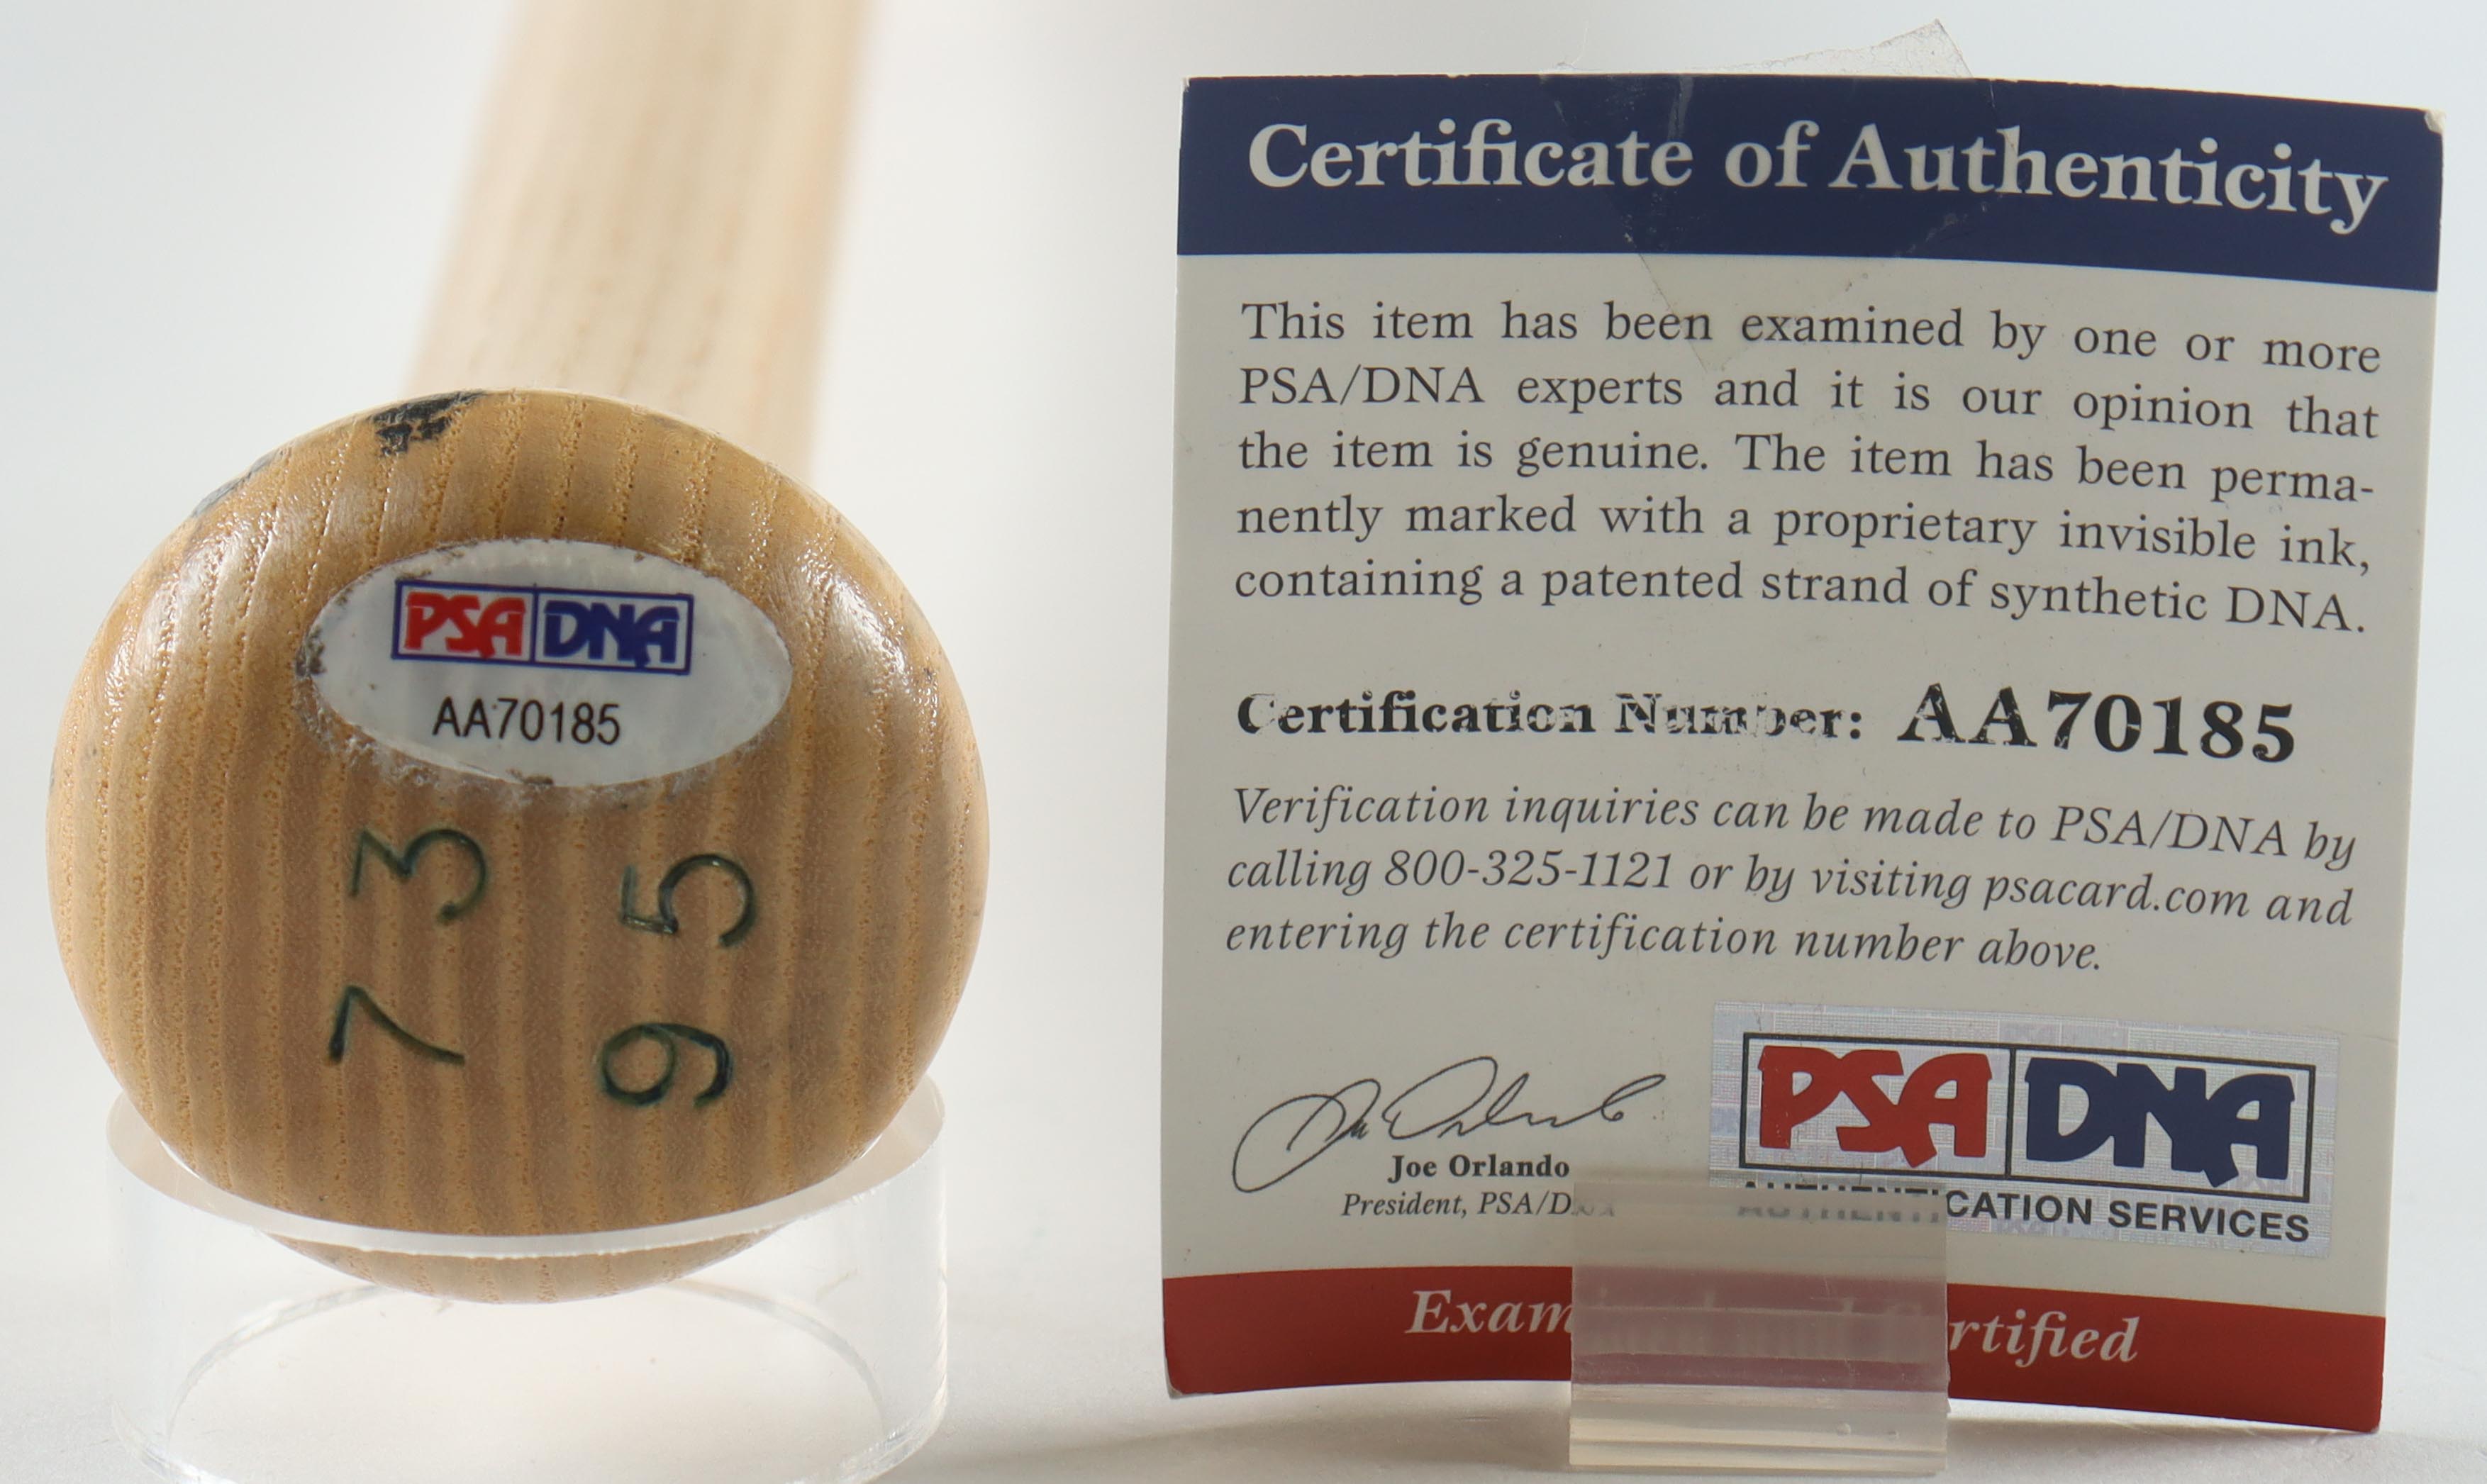 PSA DNA
AA70185
73
95
Certificate of Authenticity
This item has been examined by one or more
PSA/DNA experts and it is our opinion that
the item is genuine. The item has been perma-
nently marked with a proprietary invisible ink,
containing a patented strand of synthetic DNA.
Certification Number: AA70185
Verification inquiries can be made to PSA/DNA by
calling 800-325-1121 or by visiting psacard.com and
entering the certification number above.
Joe Orlando
President, PSA/DNA
PSA DNA
AUTHENTICATION SERVICES